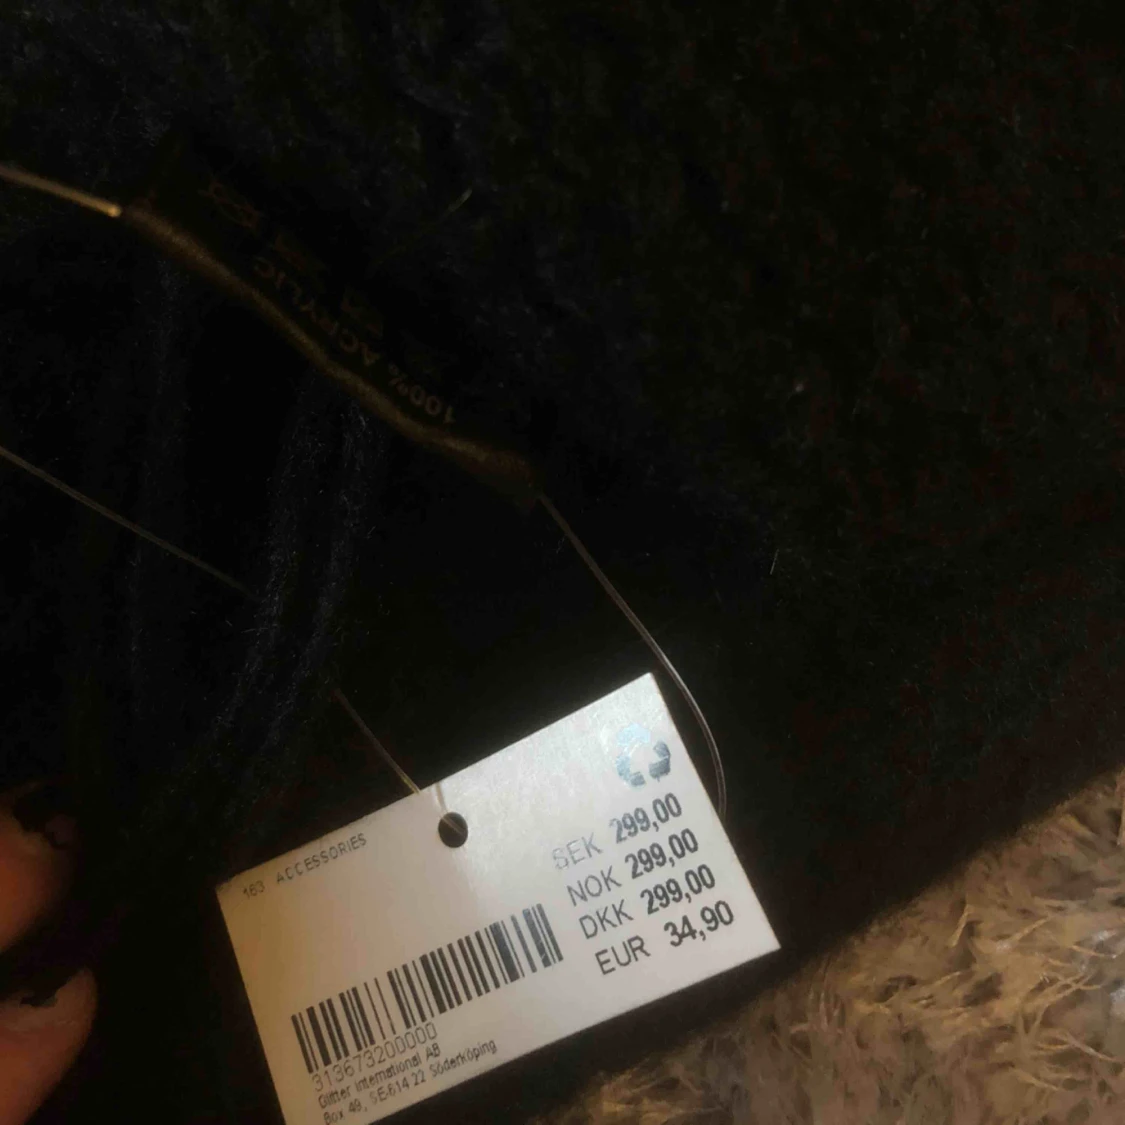 100% ACRYLIC
163 ACCESSORIES
SEK 299,00
NOK 299,00
DKK 299,00
EUR 34,90
313673200000
Glitter International AB
Box 49, SE-614 22 Söderköping